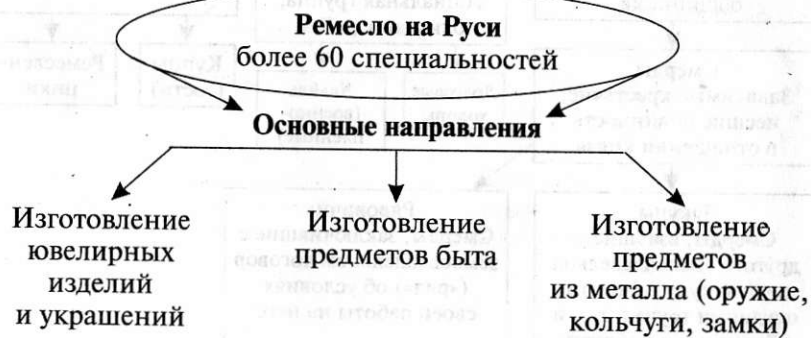 Ремесло на Руси
более 60 специальностей
Основные направления
Изготовление
ювелирных
изделий
и украшений
Изготовление
предметов быта
Изготовление
предметов
из металла (оружие,
кольчуги, замки)